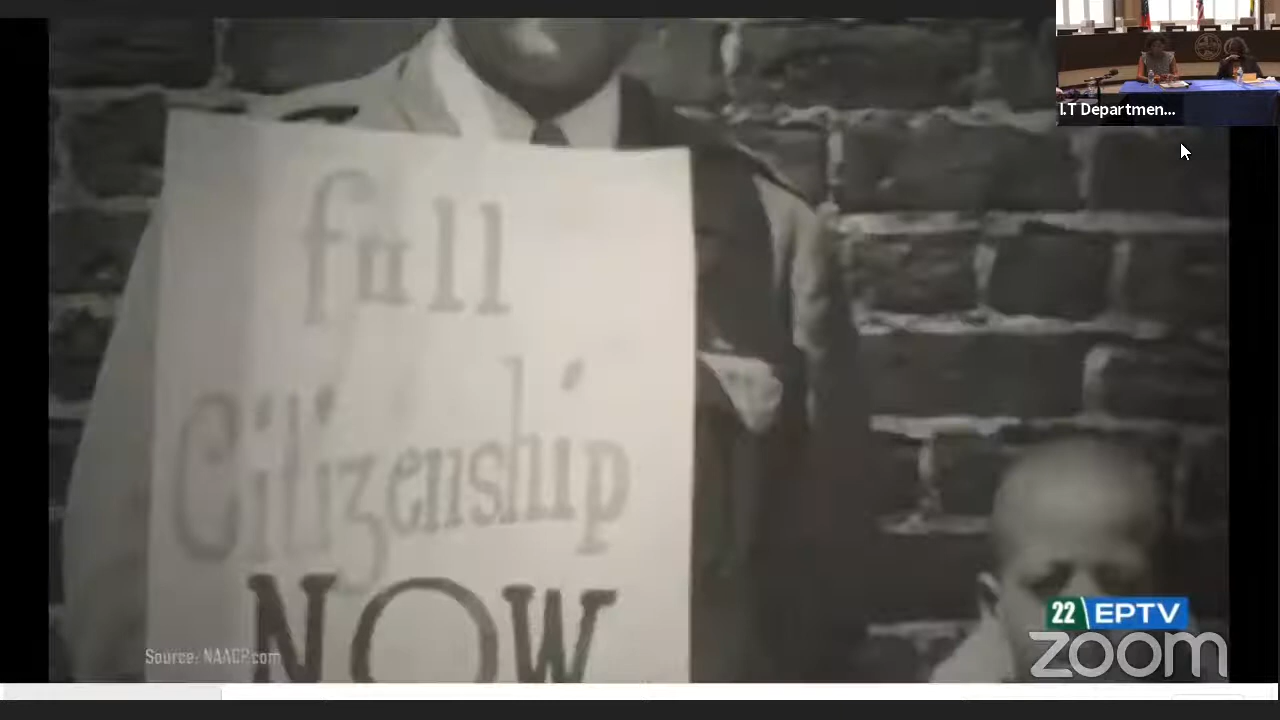 I.T Departmen...
full
Citizenship
NOW
Source: NAACP.com
22 EPTV
zoom